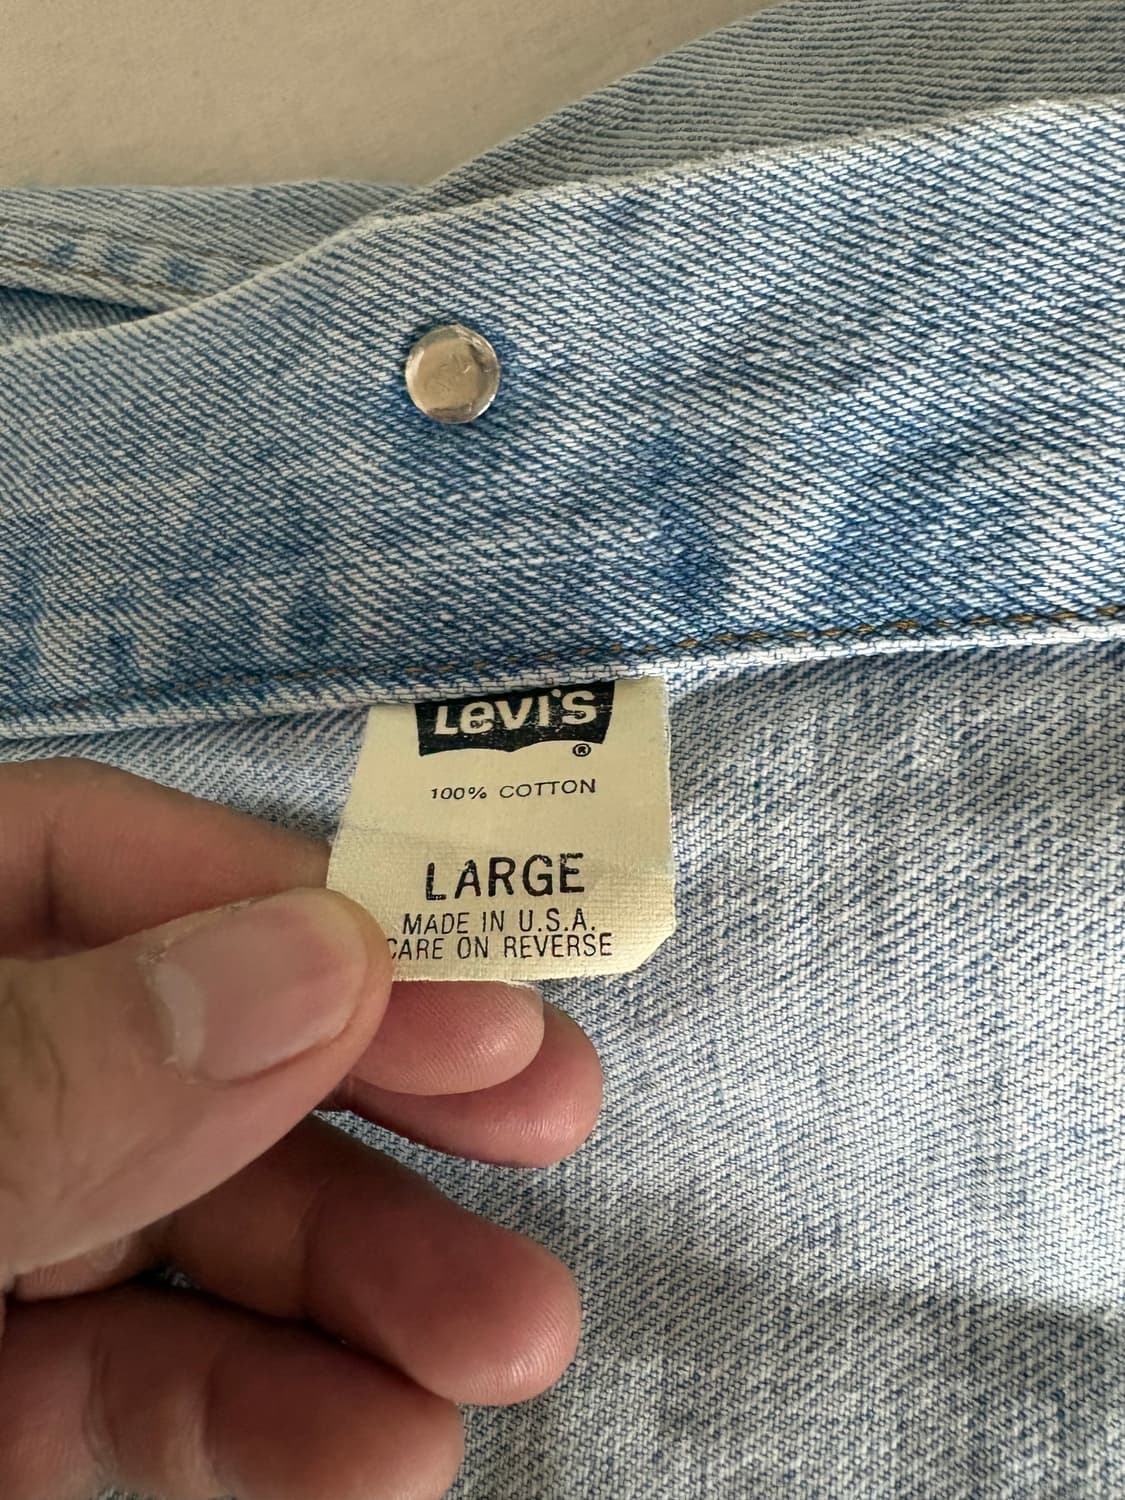 Levi's
®
100% COTTON
LARGE
MADE IN U.S.A.
CARE ON REVERSE